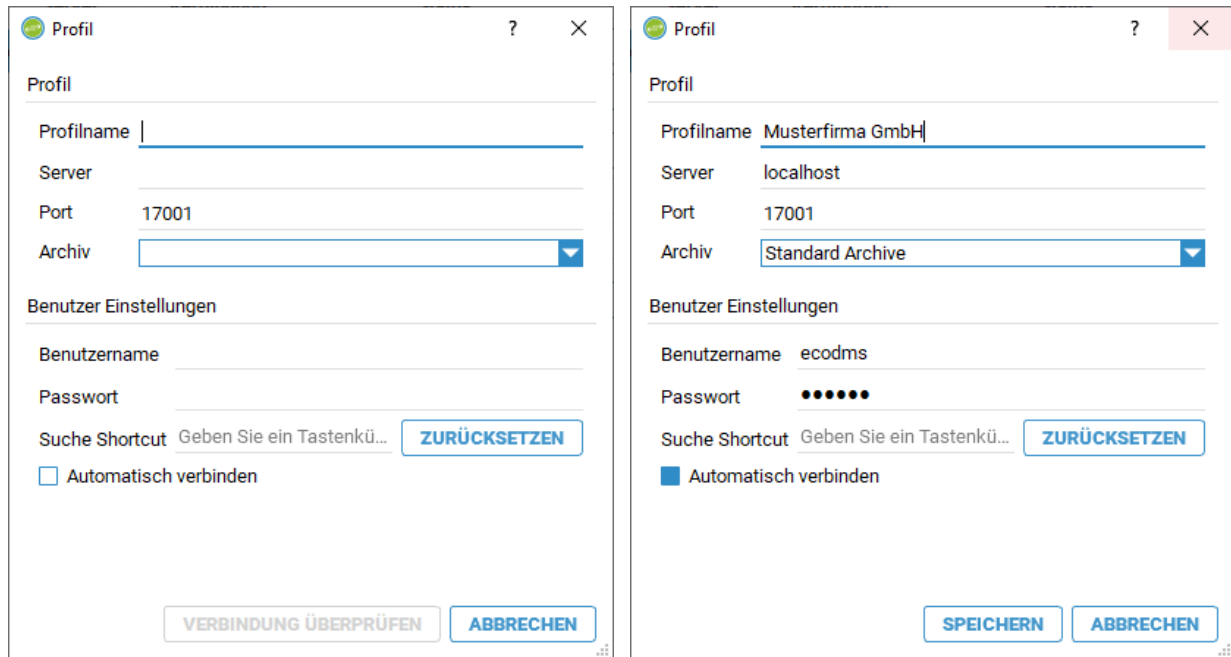 Profil
Profil
Profilname
Server
Port 17001
Archiv
Benutzer Einstellungen
Benutzername
Passwort
Suche Shortcut Geben Sie ein Tastenkü... ZURÜCKSETZEN
Automatisch verbinden
VERBINDUNG ÜBERPRÜFEN ABBRECHEN
Profil
Profil
Profilname Musterfirma GmbH
Server localhost
Port 17001
Archiv Standard Archive
Benutzer Einstellungen
Benutzername ecodms
Passwort ●●●●●●
Suche Shortcut Geben Sie ein Tastenkü... ZURÜCKSETZEN
Automatisch verbinden
SPEICHERN ABBRECHEN